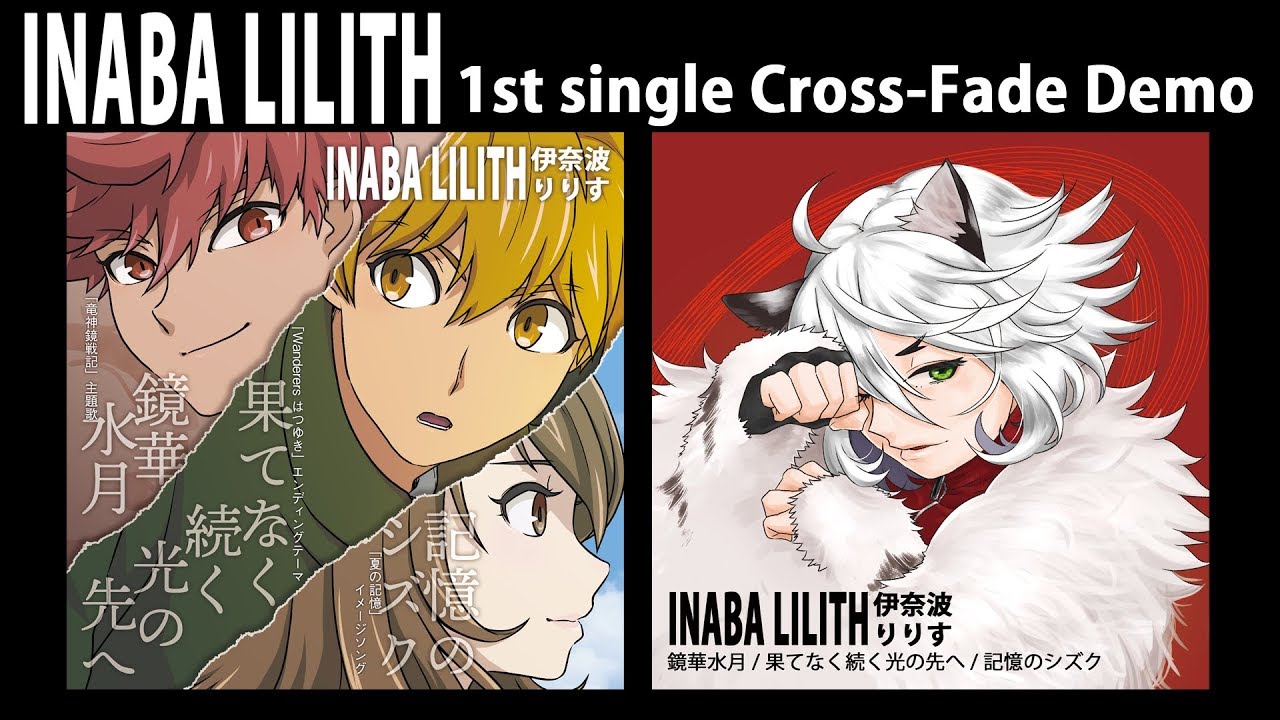 INABA LILITH 1st single Cross-Fade Demo
INABA LILITH 伊奈波
りりす
「竜神鏡戦記」主題歌
鏡華
水月
「Wanderers はつゆき」エンディングテーマ
果てなく
続く
光の
先へ
「夏の記憶」
イメージソング
記憶の
シズク
INABA LILITH 伊奈波
りりす
鏡華水月 / 果てなく続く光の先へ / 記憶のシズク